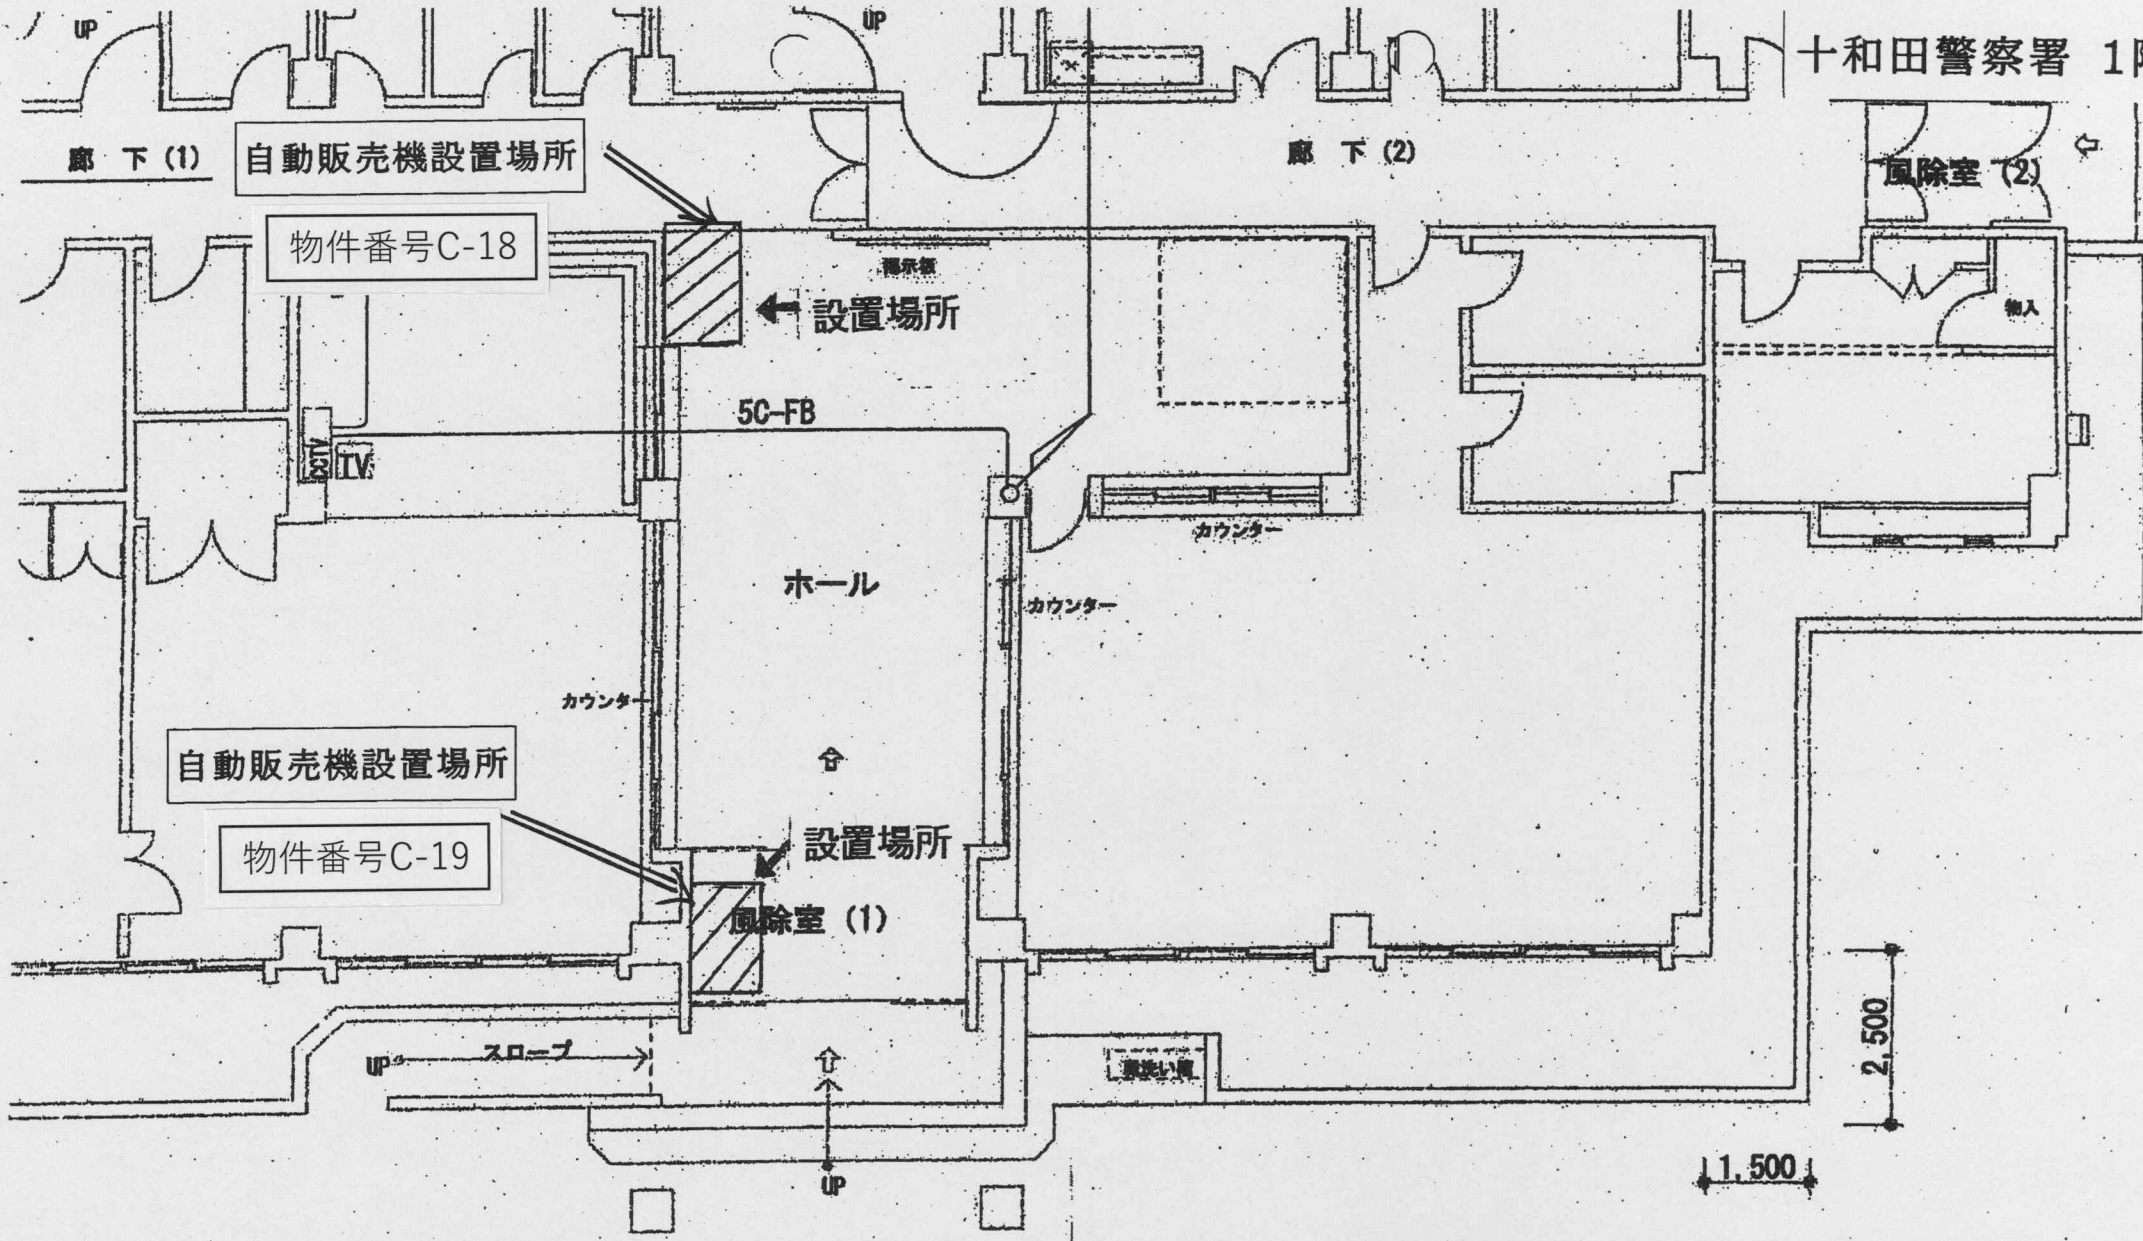 UP
UP
十和田警察署 1階
廊 下 (1)
自動販売機設置場所
廊 下 (2)
風除室 (2)
物件番号C-18
掲示板
設置場所
物入
5C-FB
CCTV
TV
カウンター
ホール
カウンター
カウンター
自動販売機設置場所
設置場所
物件番号C-19
風除室 (1)
2,500
スロープ
UP
1,500
UP